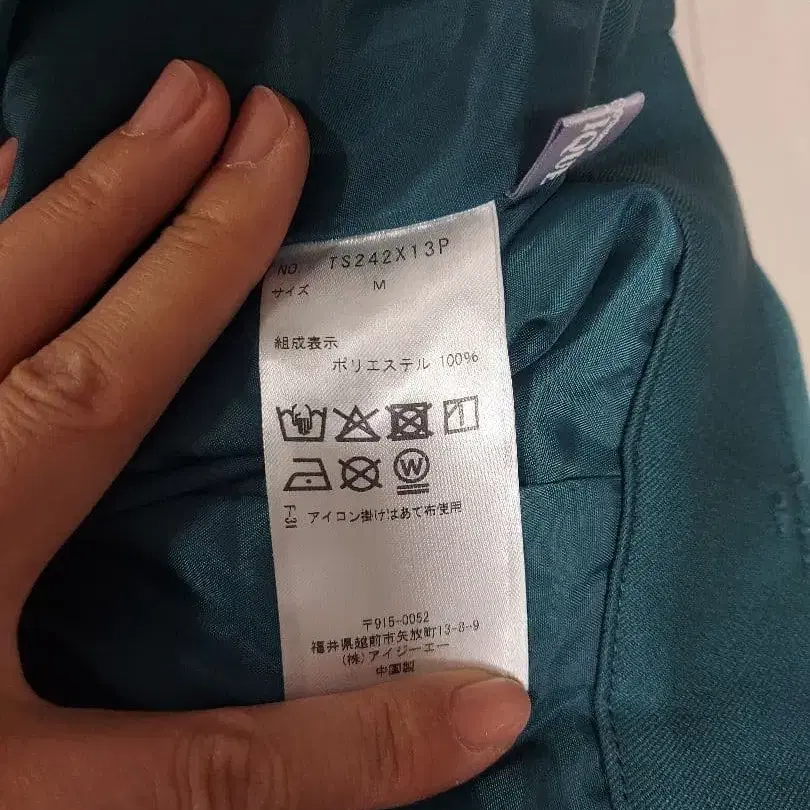 NO. TS242X13P
サイズ M
組成表示
ポリエステル 100%
W
F-31 アイロン掛けはあて布使用
〒915-0052
福井県越前市矢放町13-8-9
(株)アイジーエー
中国製